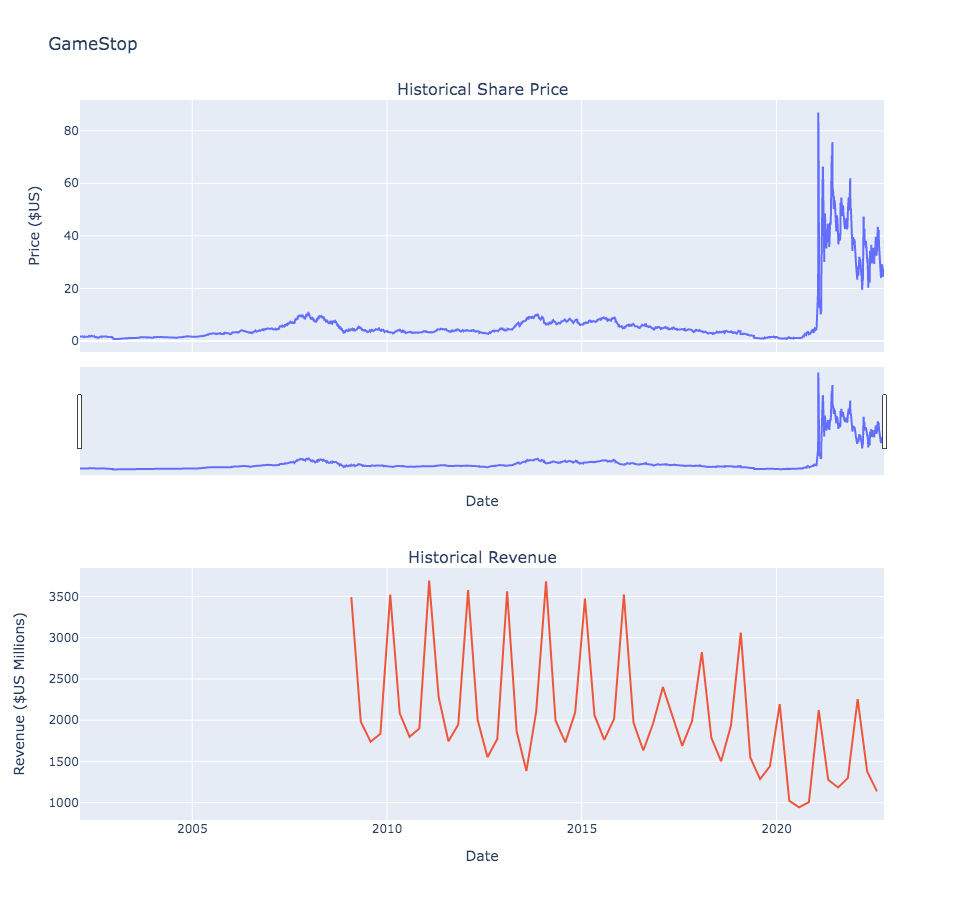 GameStop
Historical Share Price
80
60
40
20
0
Price ($US)
Date
Historical Revenue
3500
3000
2500
2000
1500
1000
Revenue ($US Millions)
2005 2010 2015 2020
Date